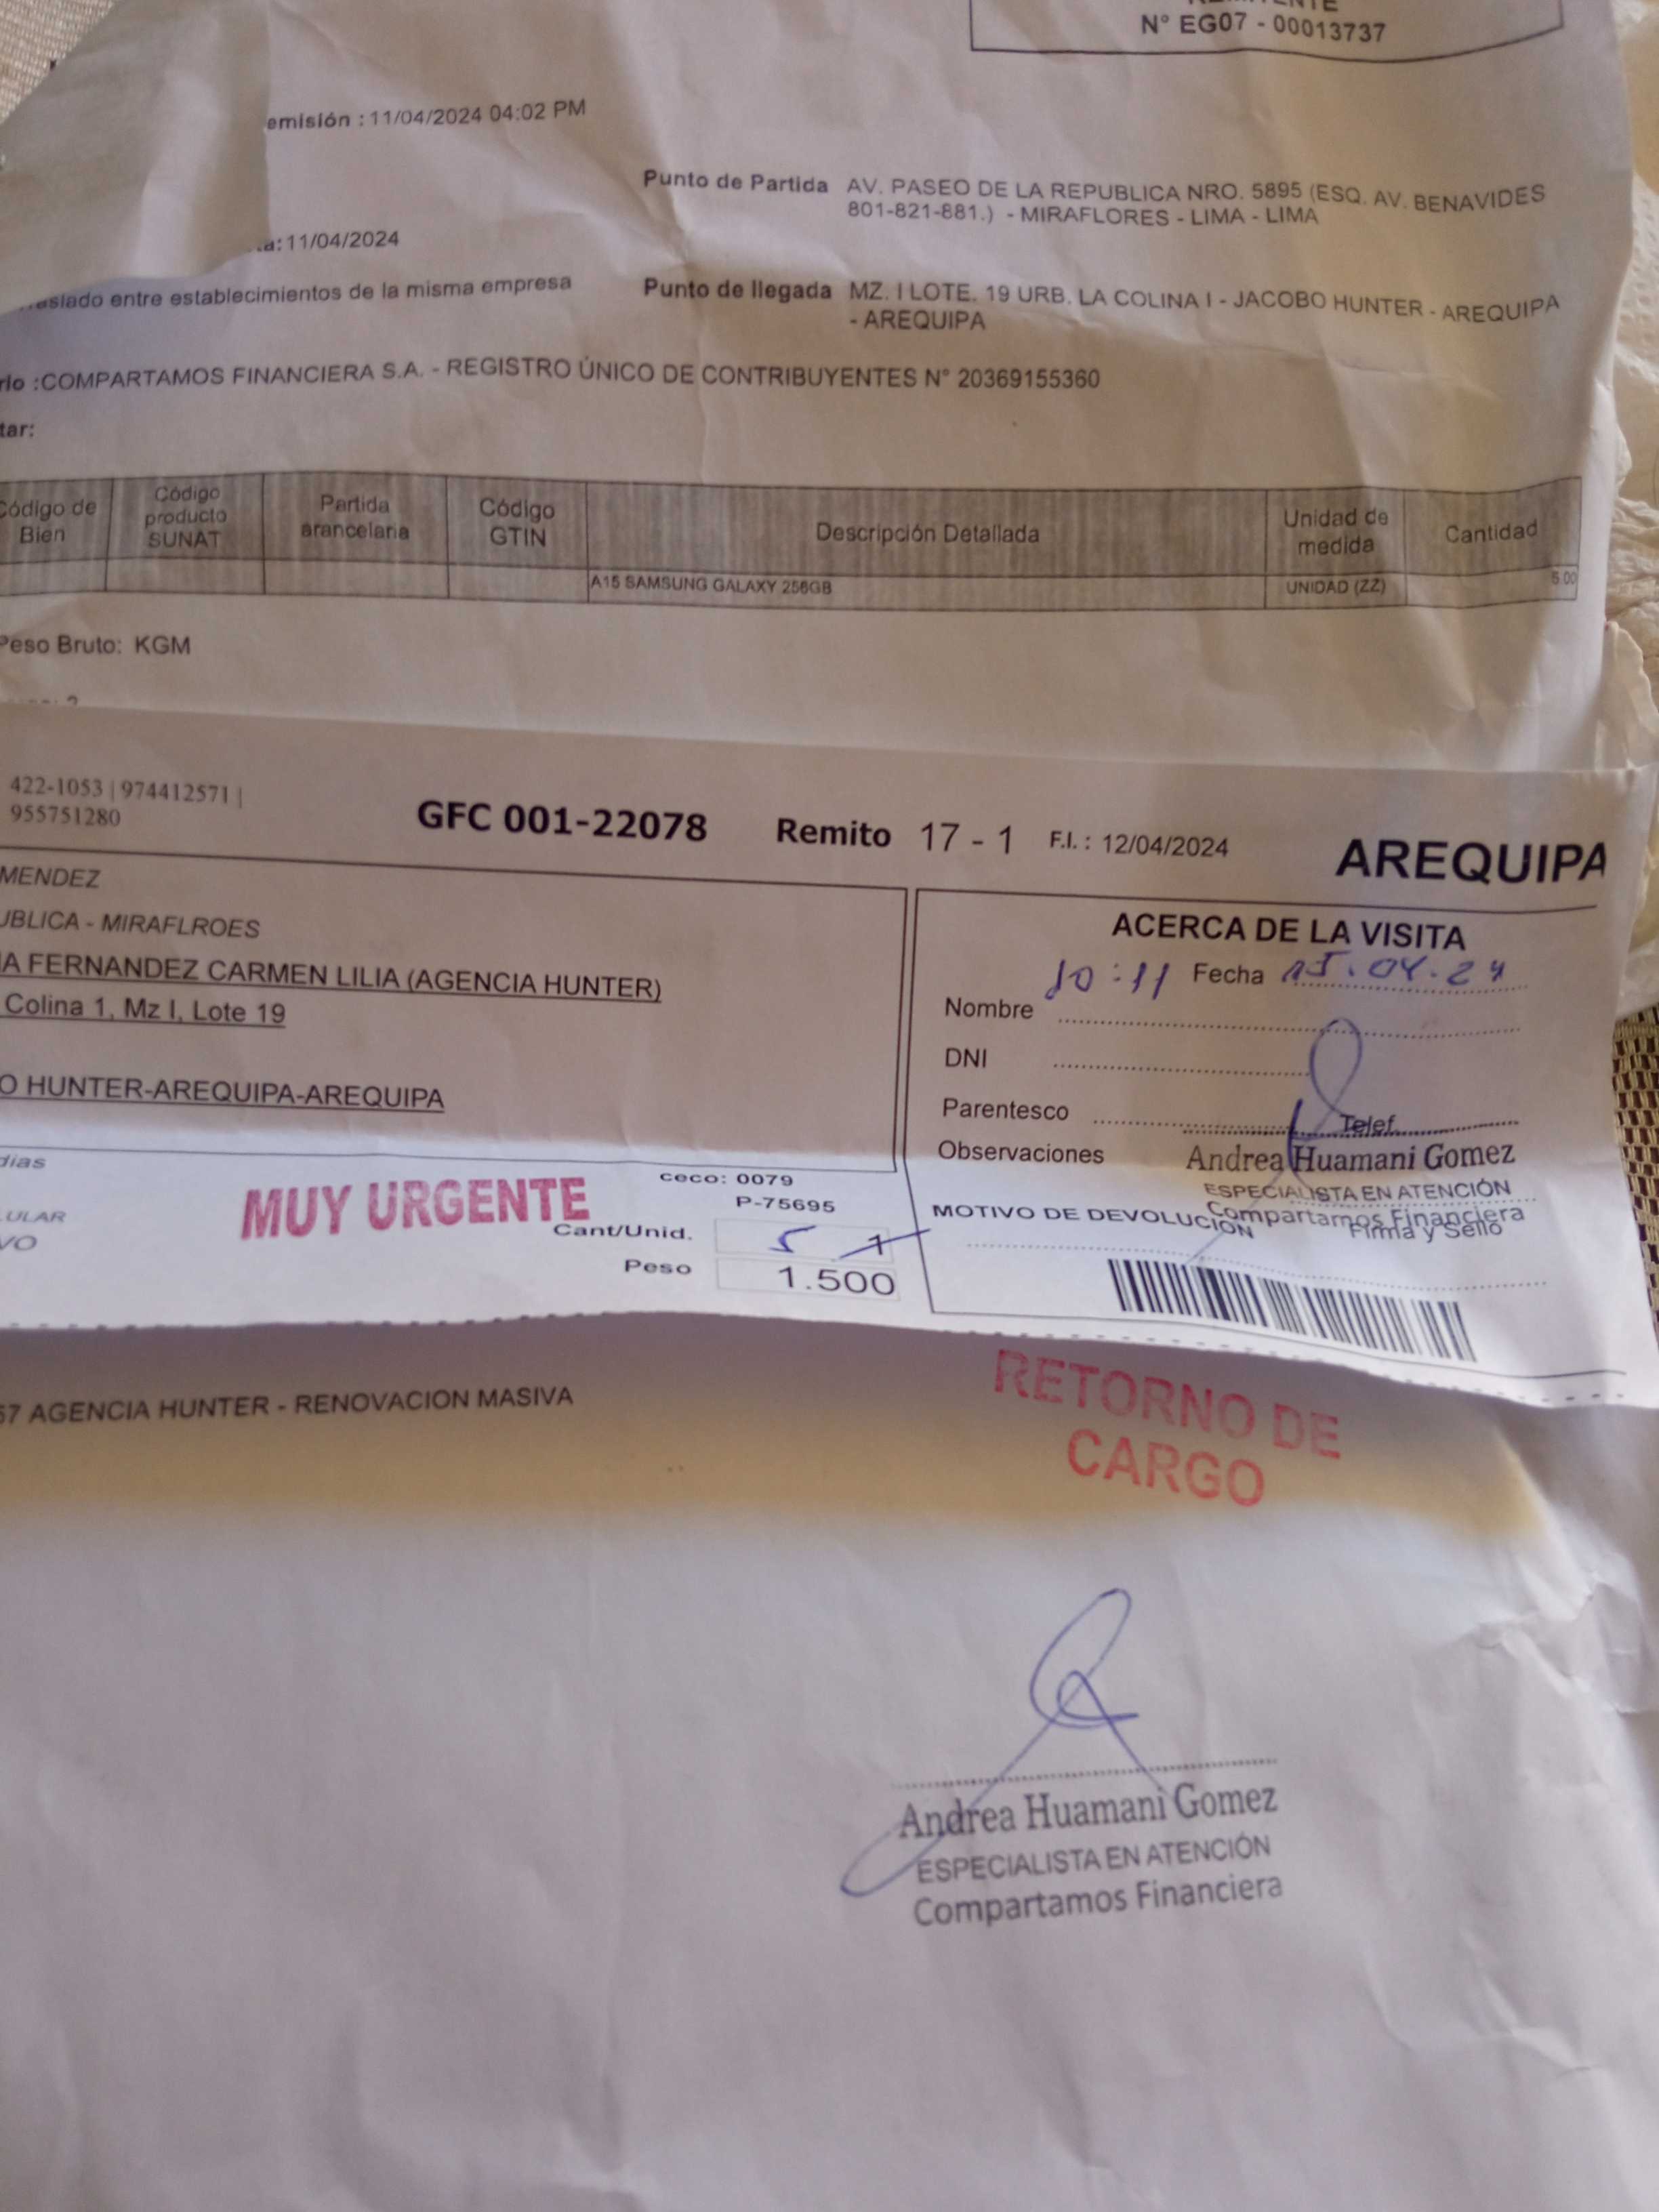 N° EG07 - 00013737
emisión : 11/04/2024 04:02 PM
Punto de Partida AV. PASEO DE LA REPUBLICA NRO. 5895 (ESQ. AV. BENAVIDES
801-821-881.) - MIRAFLORES - LIMA - LIMA
11/04/2024
entre establecimientos de la misma empresa
Punto de llegada MZ. I LOTE. 19 URB. LA COLINA I - JACOBO HUNTER - AREQUIPA
- AREQUIPA
rio :COMPARTAMOS FINANCIERA S.A. - REGISTRO ÚNICO DE CONTRIBUYENTES N° 20369155360
tar:
Código de Bien
Código producto SUNAT
Partida arancelaria
Código GTIN
Descripción Detallada
Unidad de medida
Cantidad
A15 SAMSUNG GALAXY 256GB
UNIDAD (ZZ)
5.00
Peso Bruto: KGM
422-1053 | 974412571 |
955751280
GFC 001-22078 Remito 17 - 1 F.I. : 12/04/2024
AREQUIPA
MENDEZ
UBLICA - MIRAFLROES
A FERNANDEZ CARMEN LILIA (AGENCIA HUNTER)
Colina 1, Mz I, Lote 19
O HUNTER-AREQUIPA-AREQUIPA
ACERCA DE LA VISITA
10:11 Fecha 15.04.24
Nombre
DNI
Parentesco
Telef.
Observaciones
Andrea Huamani Gomez
ESPECIALISTA EN ATENCIÓN
Compartamos Financiera
MOTIVO DE DEVOLUCIÓN
Firma y Sello
dias
ULAR
VO
MUY URGENTE
ceco: 0079
P-75695
Cant/Unid. 5 1
Peso 1.500
RETORNO DE
CARGO
57 AGENCIA HUNTER - RENOVACION MASIVA
Andrea Huamani Gomez
ESPECIALISTA EN ATENCIÓN
Compartamos Financiera